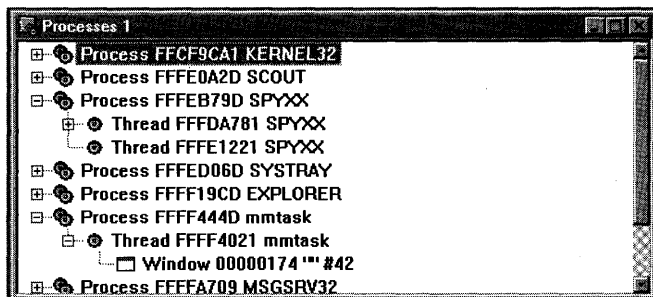 Processes 1
Process FFCF9CA1 KERNEL32
Process FFFE0A2D SCOUT
Process FFFEB79D SPYXX
Thread FFFDA781 SPYXX
Thread FFFE1221 SPYXX
Process FFFED06D SYSTRAY
Process FFFF19CD EXPLORER
Process FFFF444D mmtask
Thread FFFF4021 mmtask
Window 00000174 "" #42
Process FFFFA709 MSGSRV32